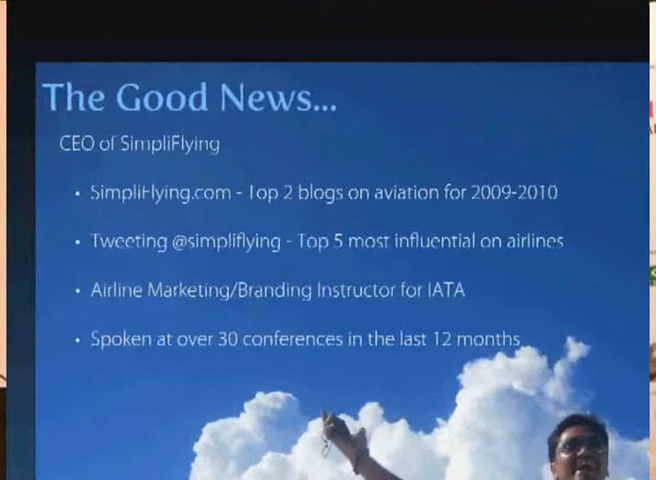 The Good News...
CEO of SimpliFlying
• SimpliFlying.com - Top 2 blogs on aviation for 2009-2010
• Tweeting @simpliflying - Top 5 most influential on airlines
• Airline Marketing/Branding Instructor for IATA
• Spoken at over 30 conferences in the last 12 months